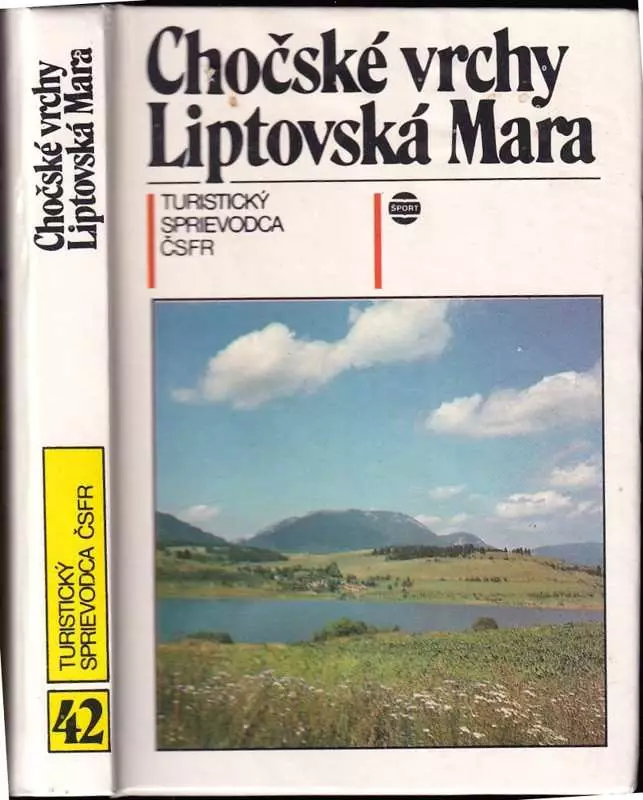 Chočské vrchy
Liptovská Mara
TURISTICKÝ
SPRIEVODCA
ČSFR
ŠPORT
Chočské vrchy
Liptovská Mara
TURISTICKÝ
SPRIEVODCA ČSFR
42